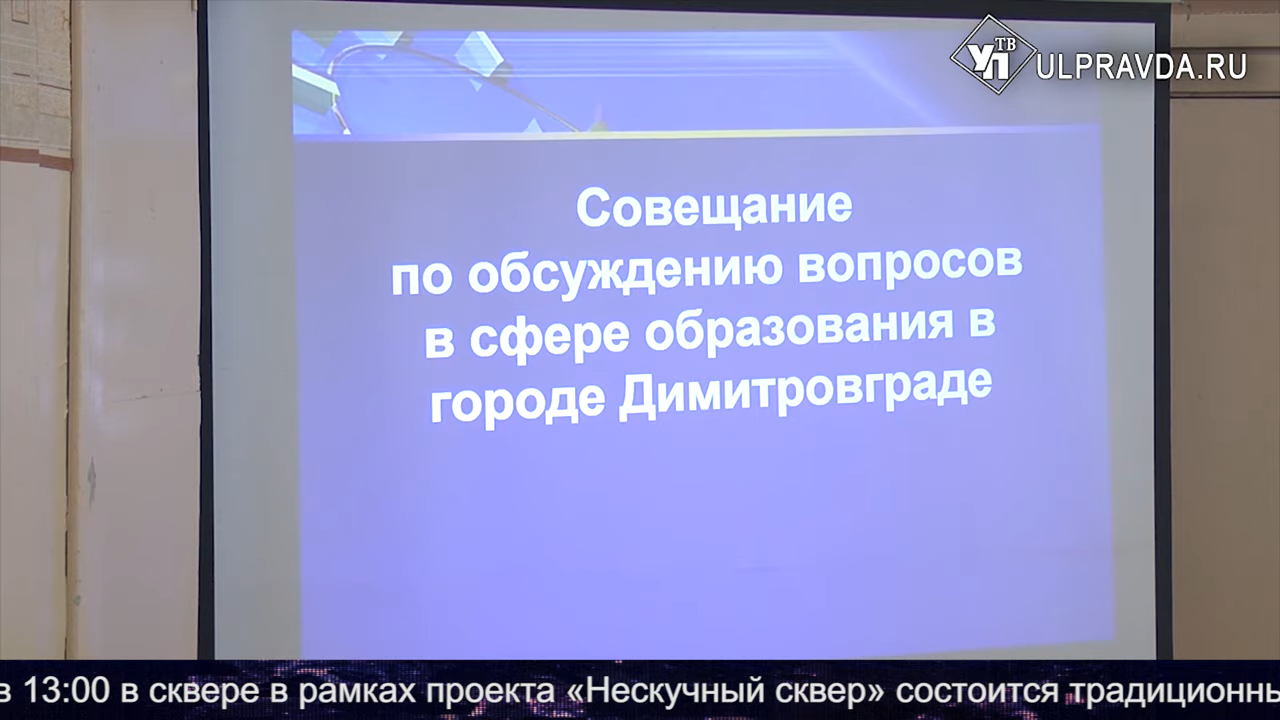 УП ТВ ULPRAVDA.RU
Совещание
по обсуждению вопросов
в сфере образования в
городе Димитровграде
в 13:00 в сквере в рамках проекта «Нескучный сквер» состоится традиционны